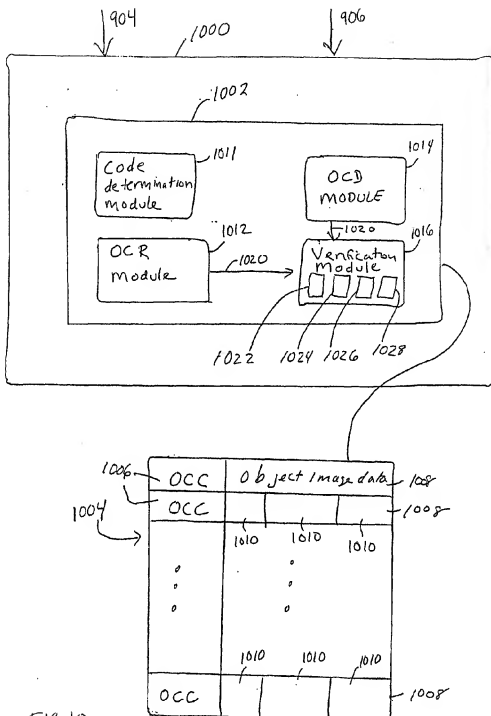 904
906
1000
1002
Code
determination
module
1011
OCD
MODULE
1014
1020
OCR
module
1012
1020
Verification
module
1016
1022
1024
1026
1028
1006
OCC
Object Image data
1008
OCC
1008
1004
1010
1010
1010
1010
1010
1010
OCC
1008